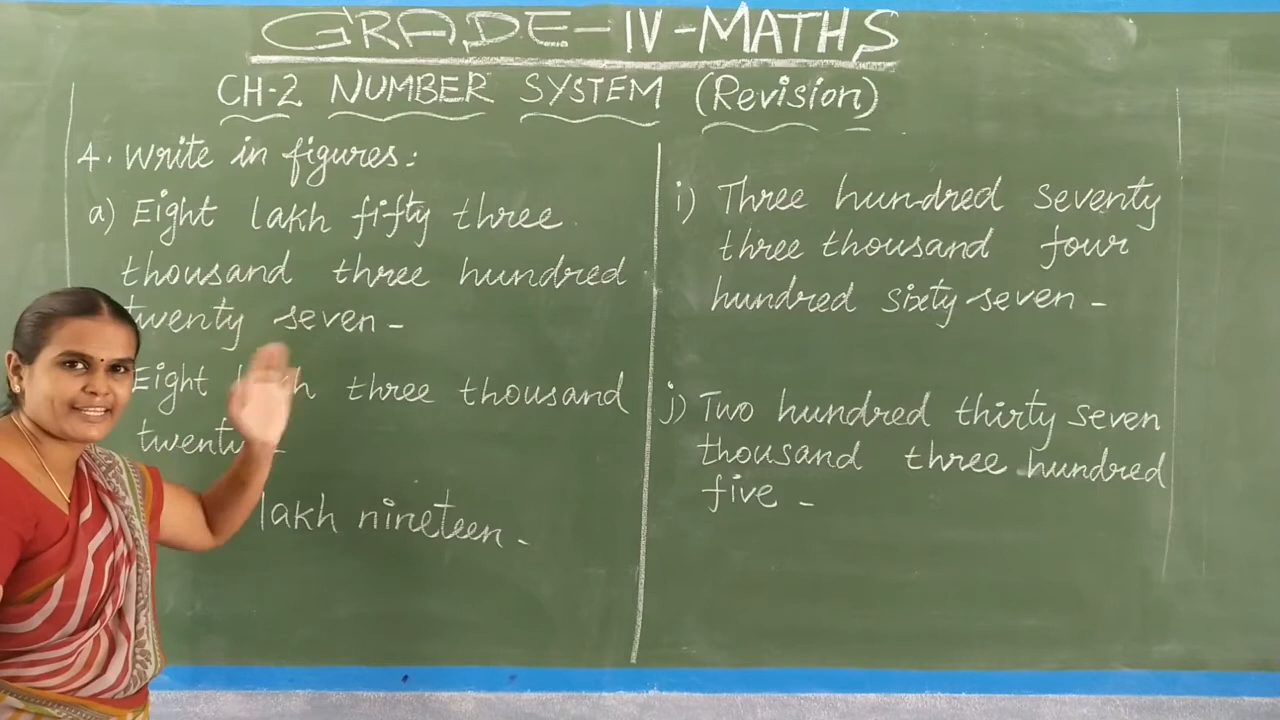 GRADE-IV-MATHS
CH-2 NUMBER SYSTEM (Revision)
4. Write in figures:
a) Eight lakh fifty three
thousand three hundred
twenty seven -
Eight lakh three thousand
twenty -
lakh nineteen -
i) Three hundred seventy
three thousand four
hundred sixty seven -
j) Two hundred thirty seven
thousand three hundred
five -